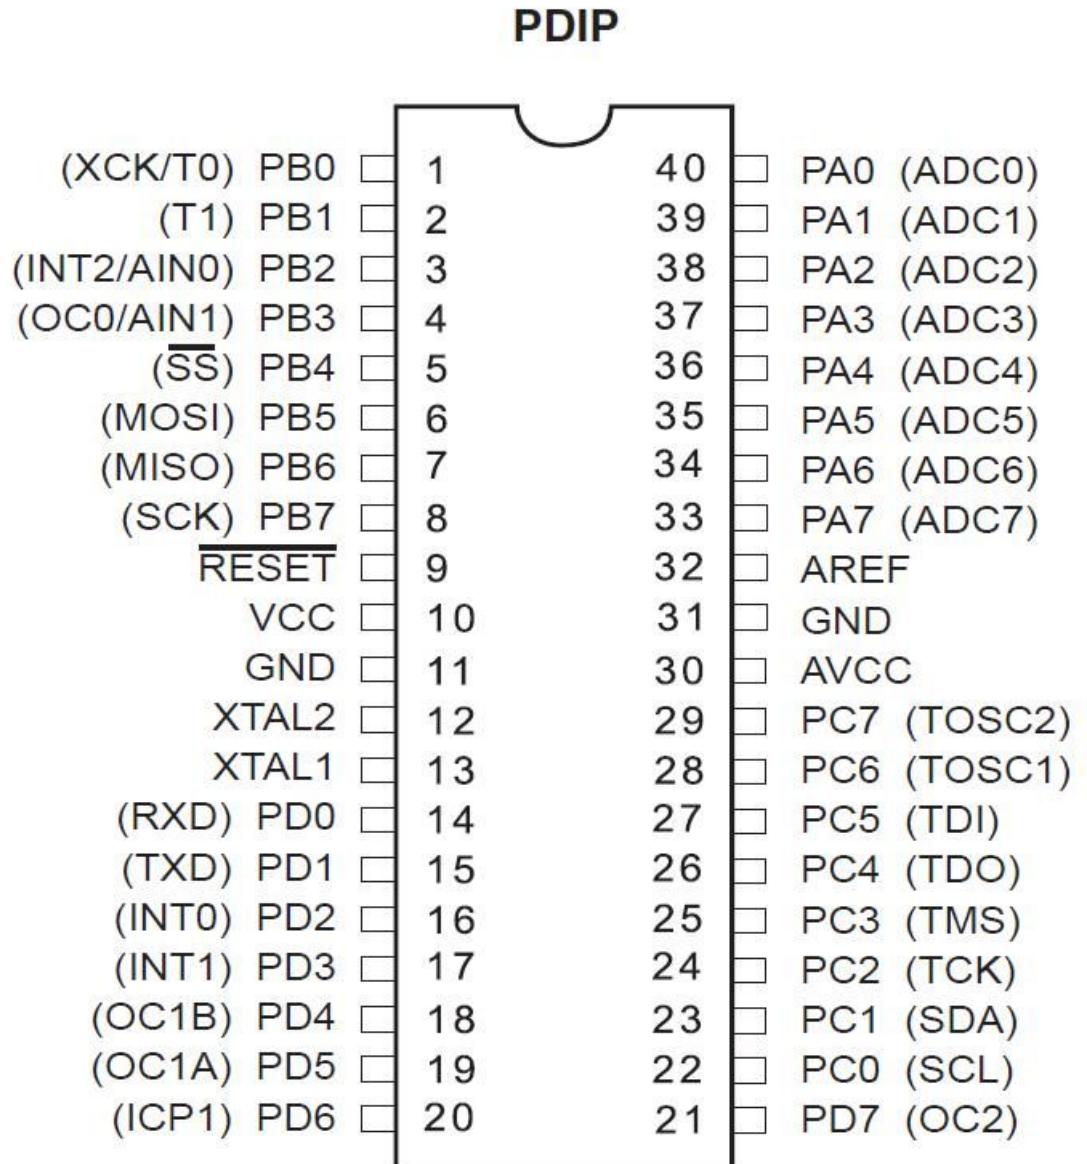 PDIP
(XCK/T0) PB0 1 40 PA0 (ADC0)
(T1) PB1 2 39 PA1 (ADC1)
(INT2/AIN0) PB2 3 38 PA2 (ADC2)
(OC0/AIN1) PB3 4 37 PA3 (ADC3)
(SS) PB4 5 36 PA4 (ADC4)
(MOSI) PB5 6 35 PA5 (ADC5)
(MISO) PB6 7 34 PA6 (ADC6)
(SCK) PB7 8 33 PA7 (ADC7)
RESET 9 32 AREF
VCC 10 31 GND
GND 11 30 AVCC
XTAL2 12 29 PC7 (TOSC2)
XTAL1 13 28 PC6 (TOSC1)
(RXD) PD0 14 27 PC5 (TDI)
(TXD) PD1 15 26 PC4 (TDO)
(INT0) PD2 16 25 PC3 (TMS)
(INT1) PD3 17 24 PC2 (TCK)
(OC1B) PD4 18 23 PC1 (SDA)
(OC1A) PD5 19 22 PC0 (SCL)
(ICP1) PD6 20 21 PD7 (OC2)